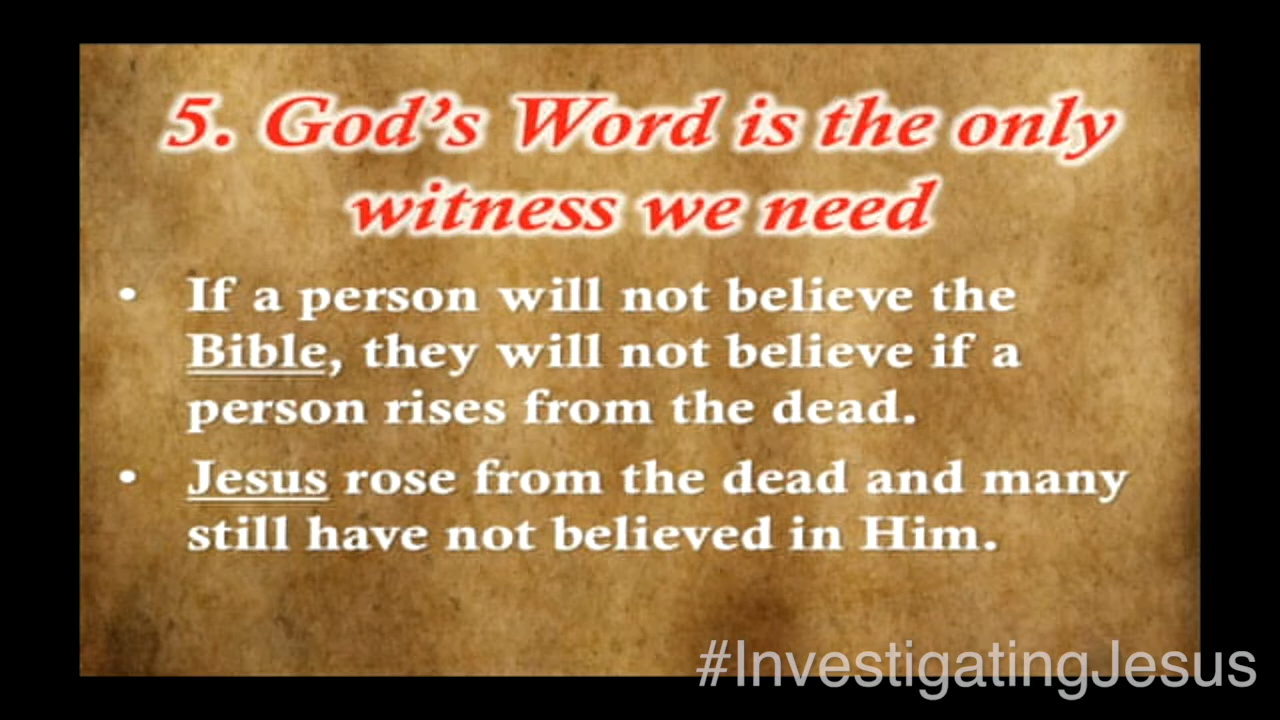 5. God's Word is the only
witness we need
• If a person will not believe the
Bible, they will not believe if a
person rises from the dead.
• Jesus rose from the dead and many
still have not believed in Him.
#InvestigatingJesus